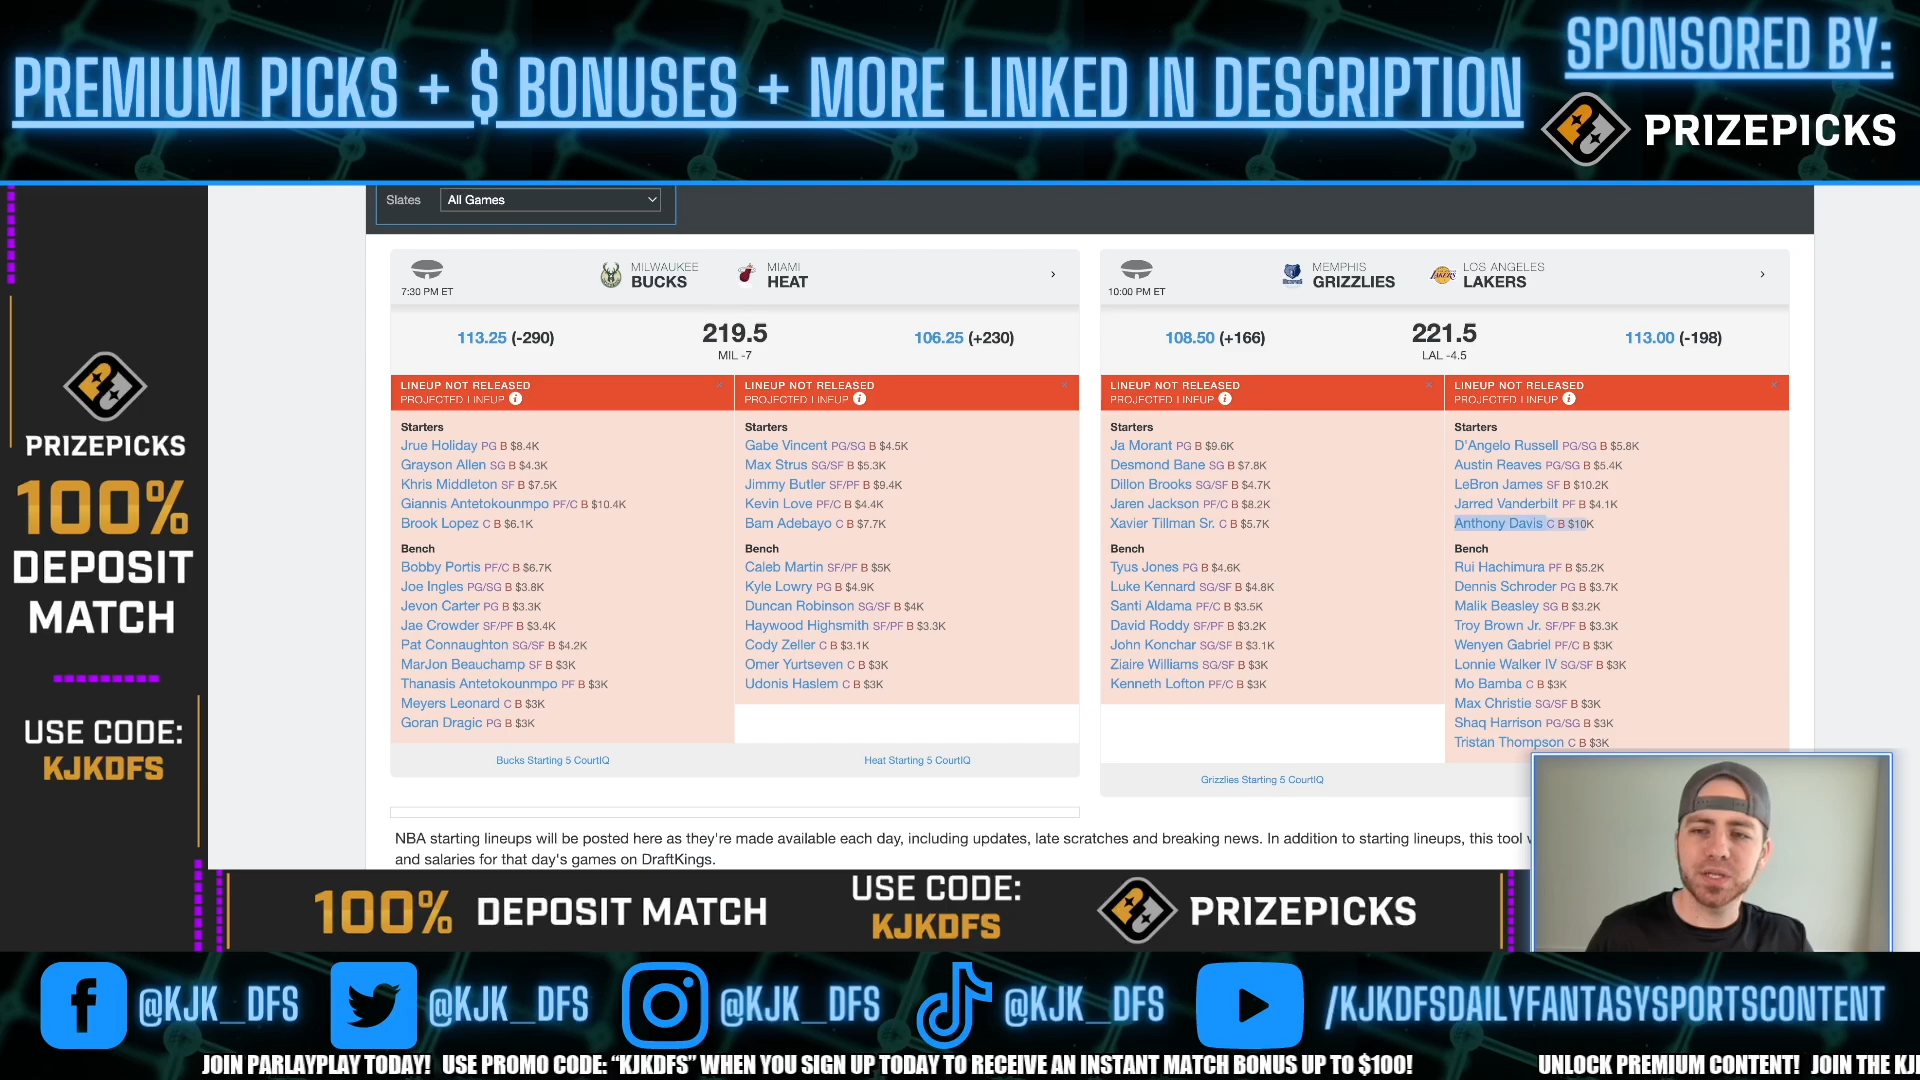 PREMIUM PICKS + $ BONUSES + MORE LINKED IN DESCRIPTION
SPONSORED BY:
PRIZEPICKS
PRIZEPICKS
100%
DEPOSIT
MATCH
USE CODE:
KJKDFS
Slates All Games
7:30 PM ET
MILWAUKEE
BUCKS
MIAMI
HEAT
113.25 (-290)
219.5
MIL -7
106.25 (+230)
LINEUP NOT RELEASED
PROJECTED LINEUP
Starters
Jrue Holiday PG B $8.4K
Grayson Allen SG B $4.3K
Khris Middleton SF B $7.5K
Giannis Antetokounmpo PF/C B $10.4K
Brook Lopez C B $6.1K
Bench
Bobby Portis PF/C B $6.7K
Joe Ingles PG/SG B $3.8K
Jevon Carter PG B $3.3K
Jae Crowder SF/PF B $3.4K
Pat Connaughton SG/SF B $4.2K
MarJon Beauchamp SF B $3K
Thanasis Antetokounmpo PF B $3K
Meyers Leonard C B $3K
Goran Dragic PG B $3K
Bucks Starting 5 CourtIQ
LINEUP NOT RELEASED
PROJECTED LINEUP
Starters
Gabe Vincent PG/SG B $4.5K
Max Strus SG/SF B $5.3K
Jimmy Butler SF/PF B $9.4K
Kevin Love PF/C B $4.4K
Bam Adebayo C B $7.7K
Bench
Caleb Martin SF/PF B $5K
Kyle Lowry PG B $4.9K
Duncan Robinson SG/SF B $4K
Haywood Highsmith SF/PF B $3.3K
Cody Zeller C B $3.1K
Omer Yurtseven C B $3K
Udonis Haslem C B $3K
Heat Starting 5 CourtIQ
10:00 PM ET
MEMPHIS
GRIZZLIES
LOS ANGELES
LAKERS
108.50 (+166)
221.5
LAL -4.5
113.00 (-198)
LINEUP NOT RELEASED
PROJECTED LINEUP
Starters
Ja Morant PG B $9.6K
Desmond Bane SG B $7.8K
Dillon Brooks SG/SF B $4.7K
Jaren Jackson PF/C B $8.2K
Xavier Tillman Sr. C B $5.7K
Bench
Tyus Jones PG B $4.6K
Luke Kennard SG/SF B $4.8K
Santi Aldama PF/C B $3.5K
David Roddy SF/PF B $3.2K
John Konchar SG/SF B $3.1K
Ziaire Williams SG/SF B $3K
Kenneth Lofton PF/C B $3K
Grizzlies Starting 5 CourtIQ
LINEUP NOT RELEASED
PROJECTED LINEUP
Starters
D'Angelo Russell PG/SG B $5.8K
Austin Reaves PG/SG B $5.4K
LeBron James SF B $10.2K
Jarred Vanderbilt PF B $4.1K
Anthony Davis C B $10K
Bench
Rui Hachimura PF B $5.2K
Dennis Schroder PG B $3.7K
Malik Beasley SG B $3.2K
Troy Brown Jr. SF/PF B $3.3K
Wenyen Gabriel PF/C B $3K
Lonnie Walker IV SG/SF B $3K
Mo Bamba C B $3K
Max Christie SG/SF B $3K
Shaq Harrison PG/SG B $3K
Tristan Thompson C B $3K
NBA starting lineups will be posted here as they're made available each day, including updates, late scratches and breaking news. In addition to starting lineups, this tool
and salaries for that day's games on DraftKings.
100% DEPOSIT MATCH
USE CODE:
KJKDFS
PRIZEPICKS
@KJK_DFS @KJK_DFS @KJK_DFS @KJK_DFS /KJKDFSDAILYFANTASYSPORTSCONTENT
JOIN PARLAYPLAY TODAY! USE PROMO CODE: “KJKDFS” WHEN YOU SIGN UP TODAY TO RECEIVE AN INSTANT MATCH BONUS UP TO $100! UNLOCK PREMIUM CONTENT! JOIN THE